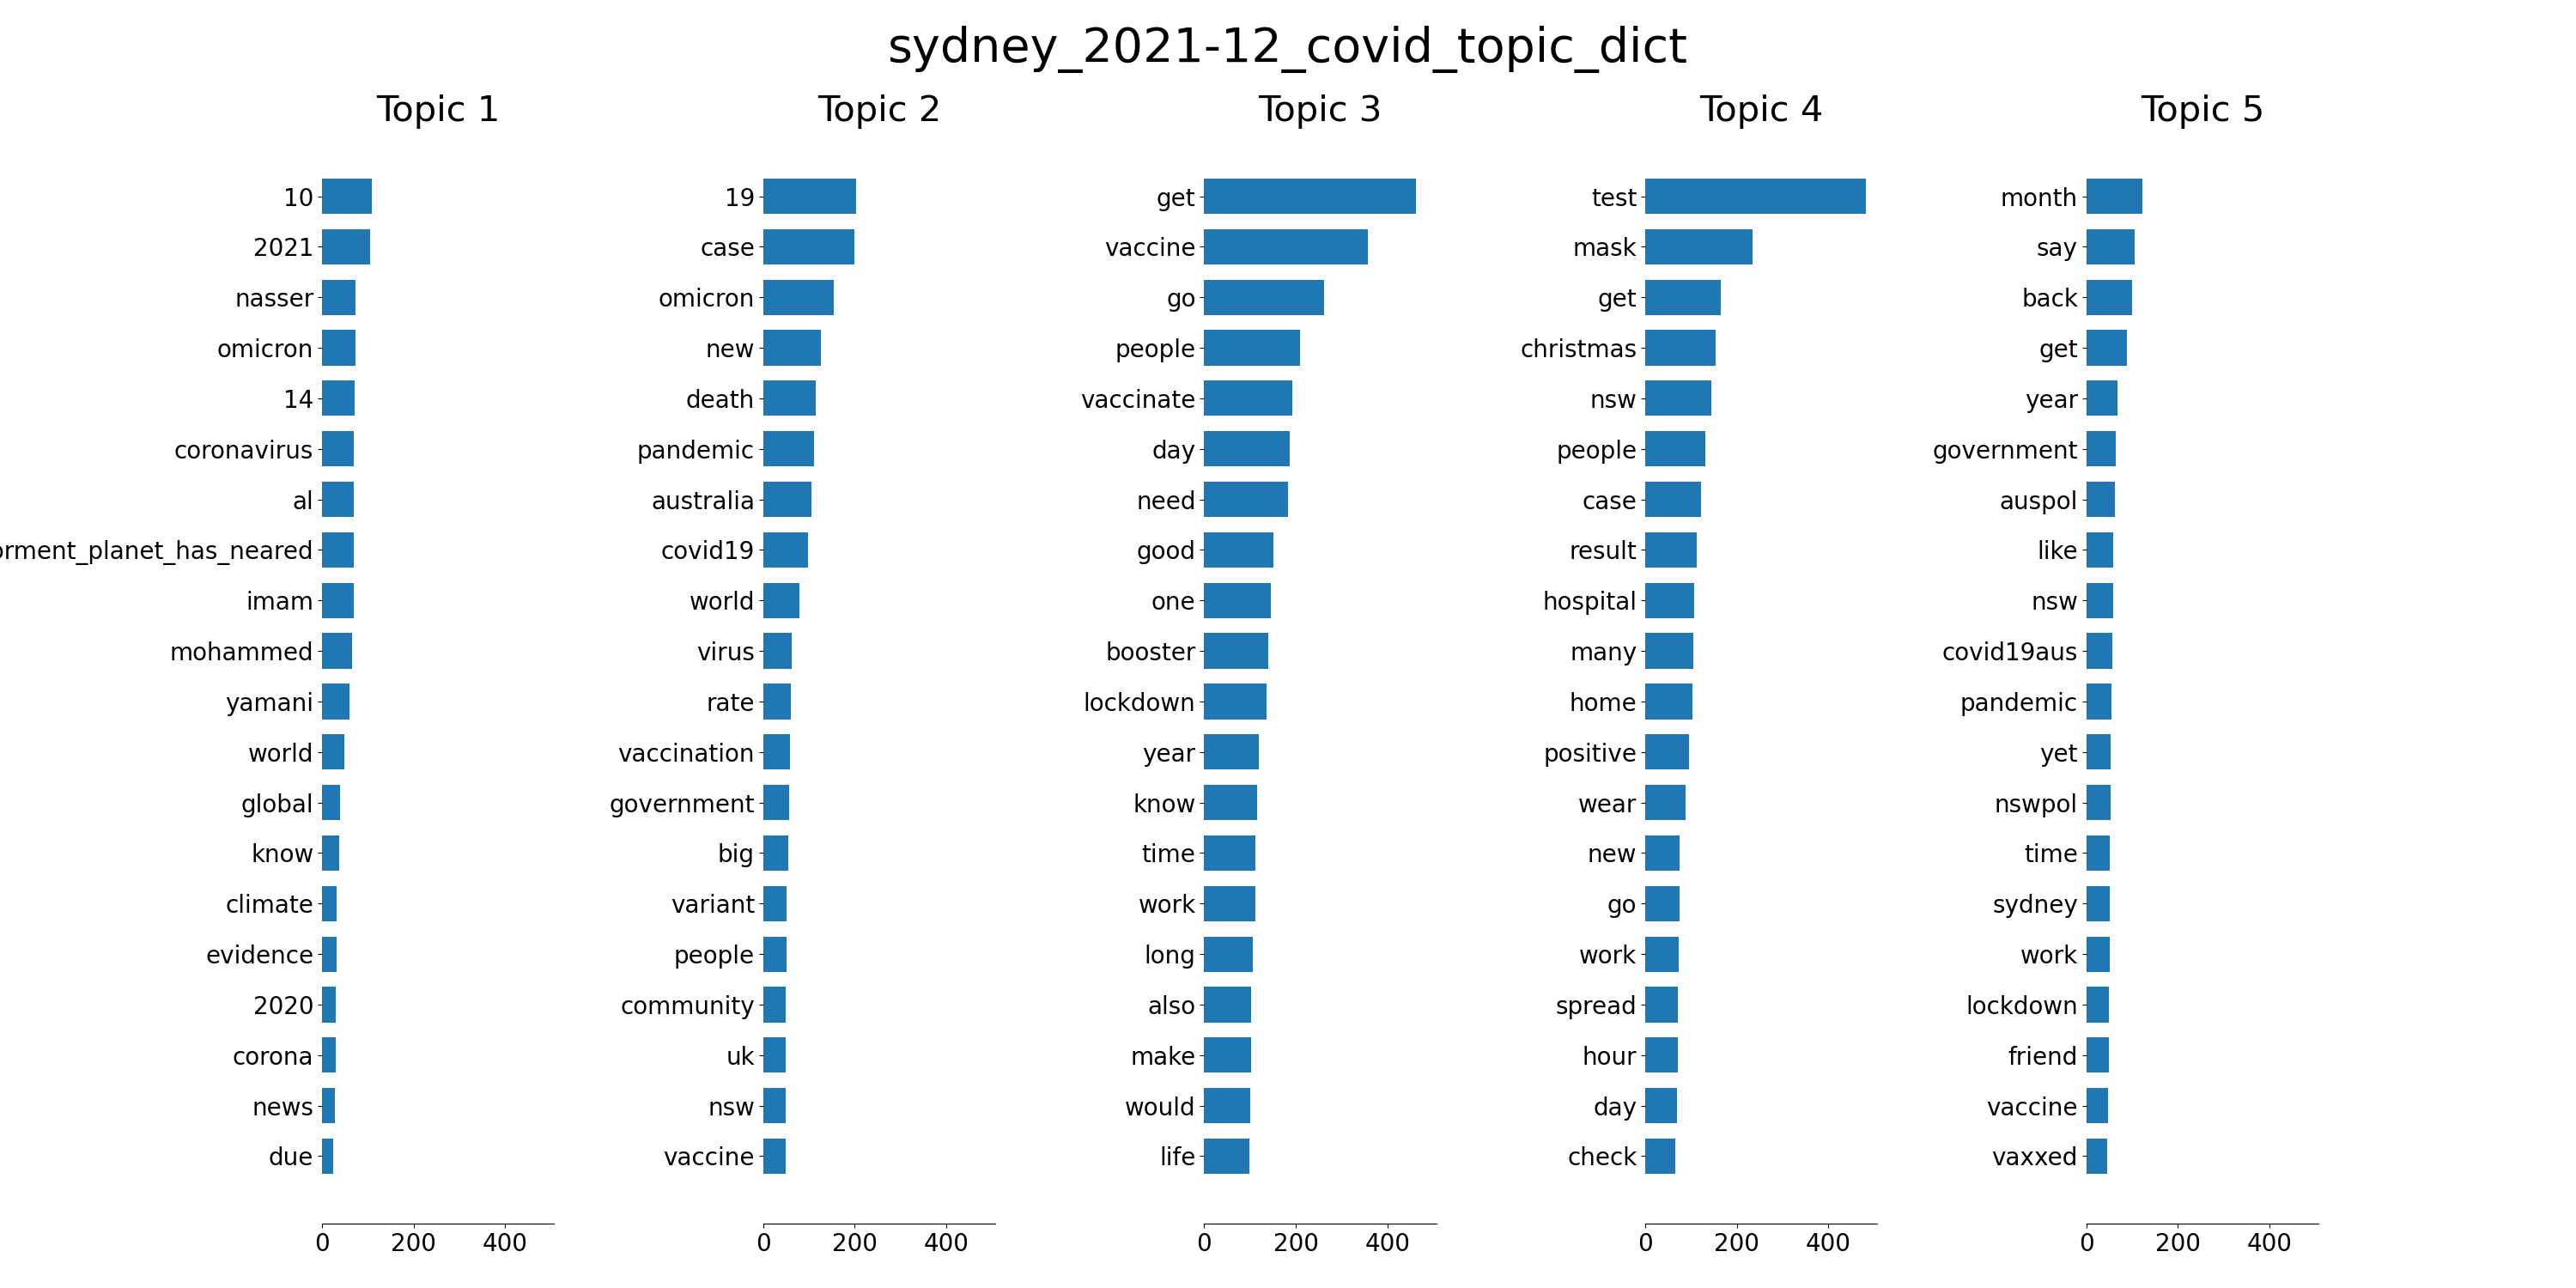 sydney_2021-12_covid_topic_dict
Topic 1
10
2021
nasser
omicron
14
coronavirus
al
orment_planet_has_neared
imam
mohammed
yamani
world
global
know
climate
evidence
2020
corona
news
due
0 200 400
Topic 2
19
case
omicron
new
death
pandemic
australia
covid19
world
virus
rate
vaccination
government
big
variant
people
community
uk
nsw
vaccine
0 200 400
Topic 3
get
vaccine
go
people
vaccinate
day
need
good
one
booster
lockdown
year
know
time
work
long
also
make
would
life
0 200 400
Topic 4
test
mask
get
christmas
nsw
people
case
result
hospital
many
home
positive
wear
new
go
work
spread
hour
day
check
0 200 400
Topic 5
month
say
back
get
year
government
auspol
like
nsw
covid19aus
pandemic
yet
nswpol
time
sydney
work
lockdown
friend
vaccine
vaxxed
0 200 400